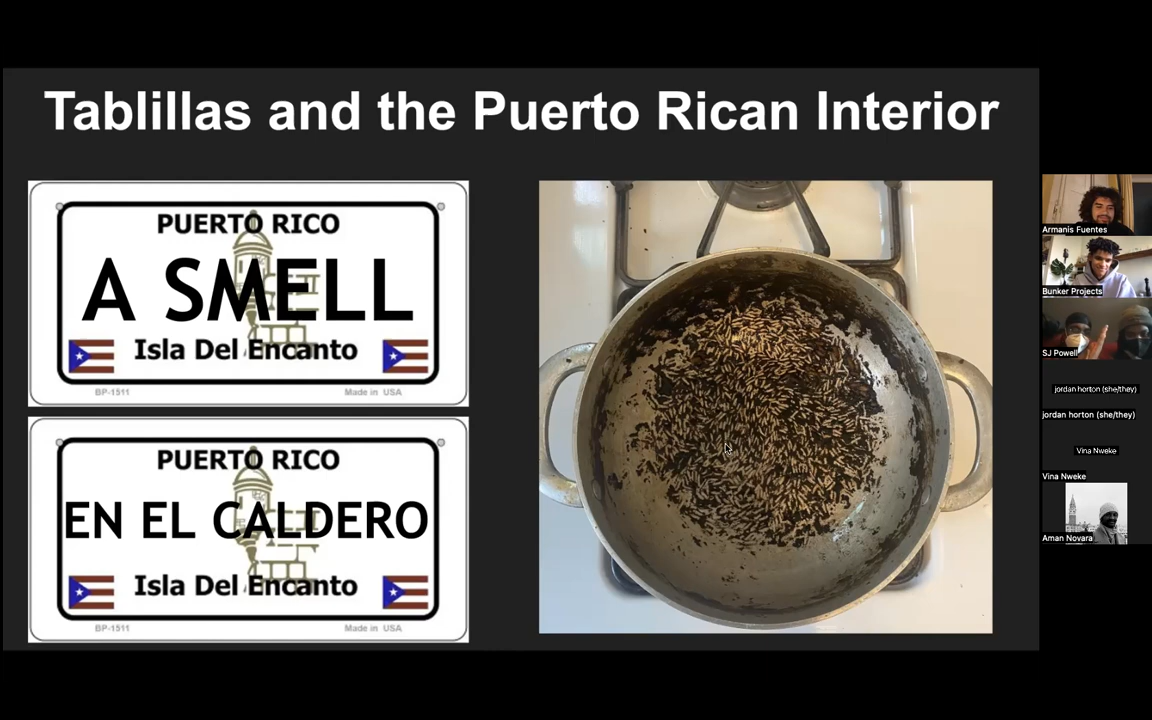 Tablillas and the Puerto Rican Interior
PUERTO RICO
A SMELL
Isla Del Encanto
BP-1511
Made in USA
PUERTO RICO
EN EL CALDERO
Isla Del Encanto
BP-1511
Made in USA
Armanis Fuentes
Bunker Projects
SJ Powell
jordan horton (she/they)
jordan horton (she/they)
Vina Nweke
Vina Nweke
Aman Novara